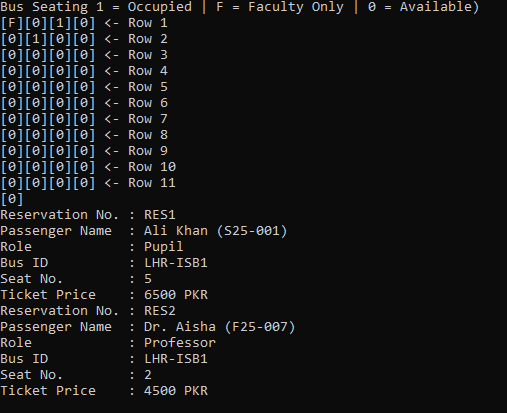 Bus Seating 1 = Occupied | F = Faculty Only | 0 = Available)
[F][0][1][0] <- Row 1
[0][1][0][0] <- Row 2
[0][0][0][0] <- Row 3
[0][0][0][0] <- Row 4
[0][0][0][0] <- Row 5
[0][0][0][0] <- Row 6
[0][0][0][0] <- Row 7
[0][0][0][0] <- Row 8
[0][0][0][0] <- Row 9
[0][0][0][0] <- Row 10
[0][0][0][0] <- Row 11
[0]
Reservation No. : RES1
Passenger Name  : Ali Khan (S25-001)
Role            : Pupil
Bus ID          : LHR-ISB1
Seat No.        : 5
Ticket Price    : 6500 PKR
Reservation No. : RES2
Passenger Name  : Dr. Aisha (F25-007)
Role            : Professor
Bus ID          : LHR-ISB1
Seat No.        : 2
Ticket Price    : 4500 PKR